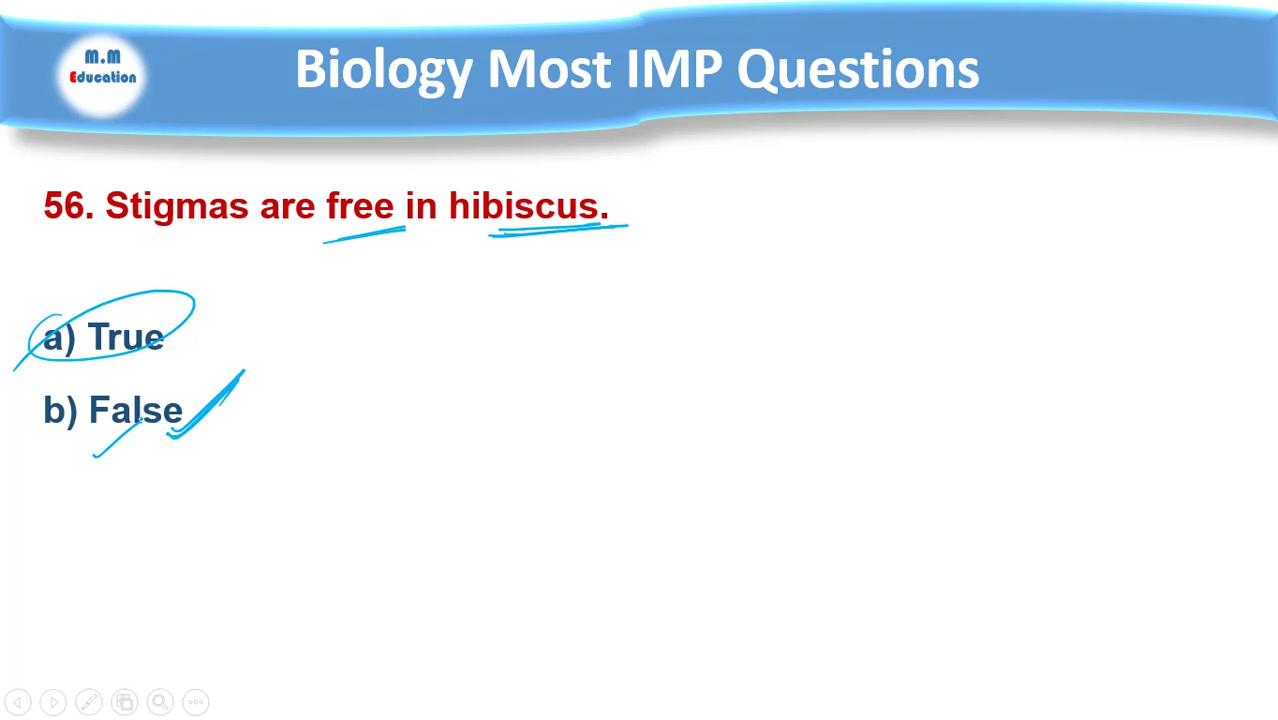 M.M
Education
Biology Most IMP Questions
56. Stigmas are free in hibiscus.
a) True
b) False